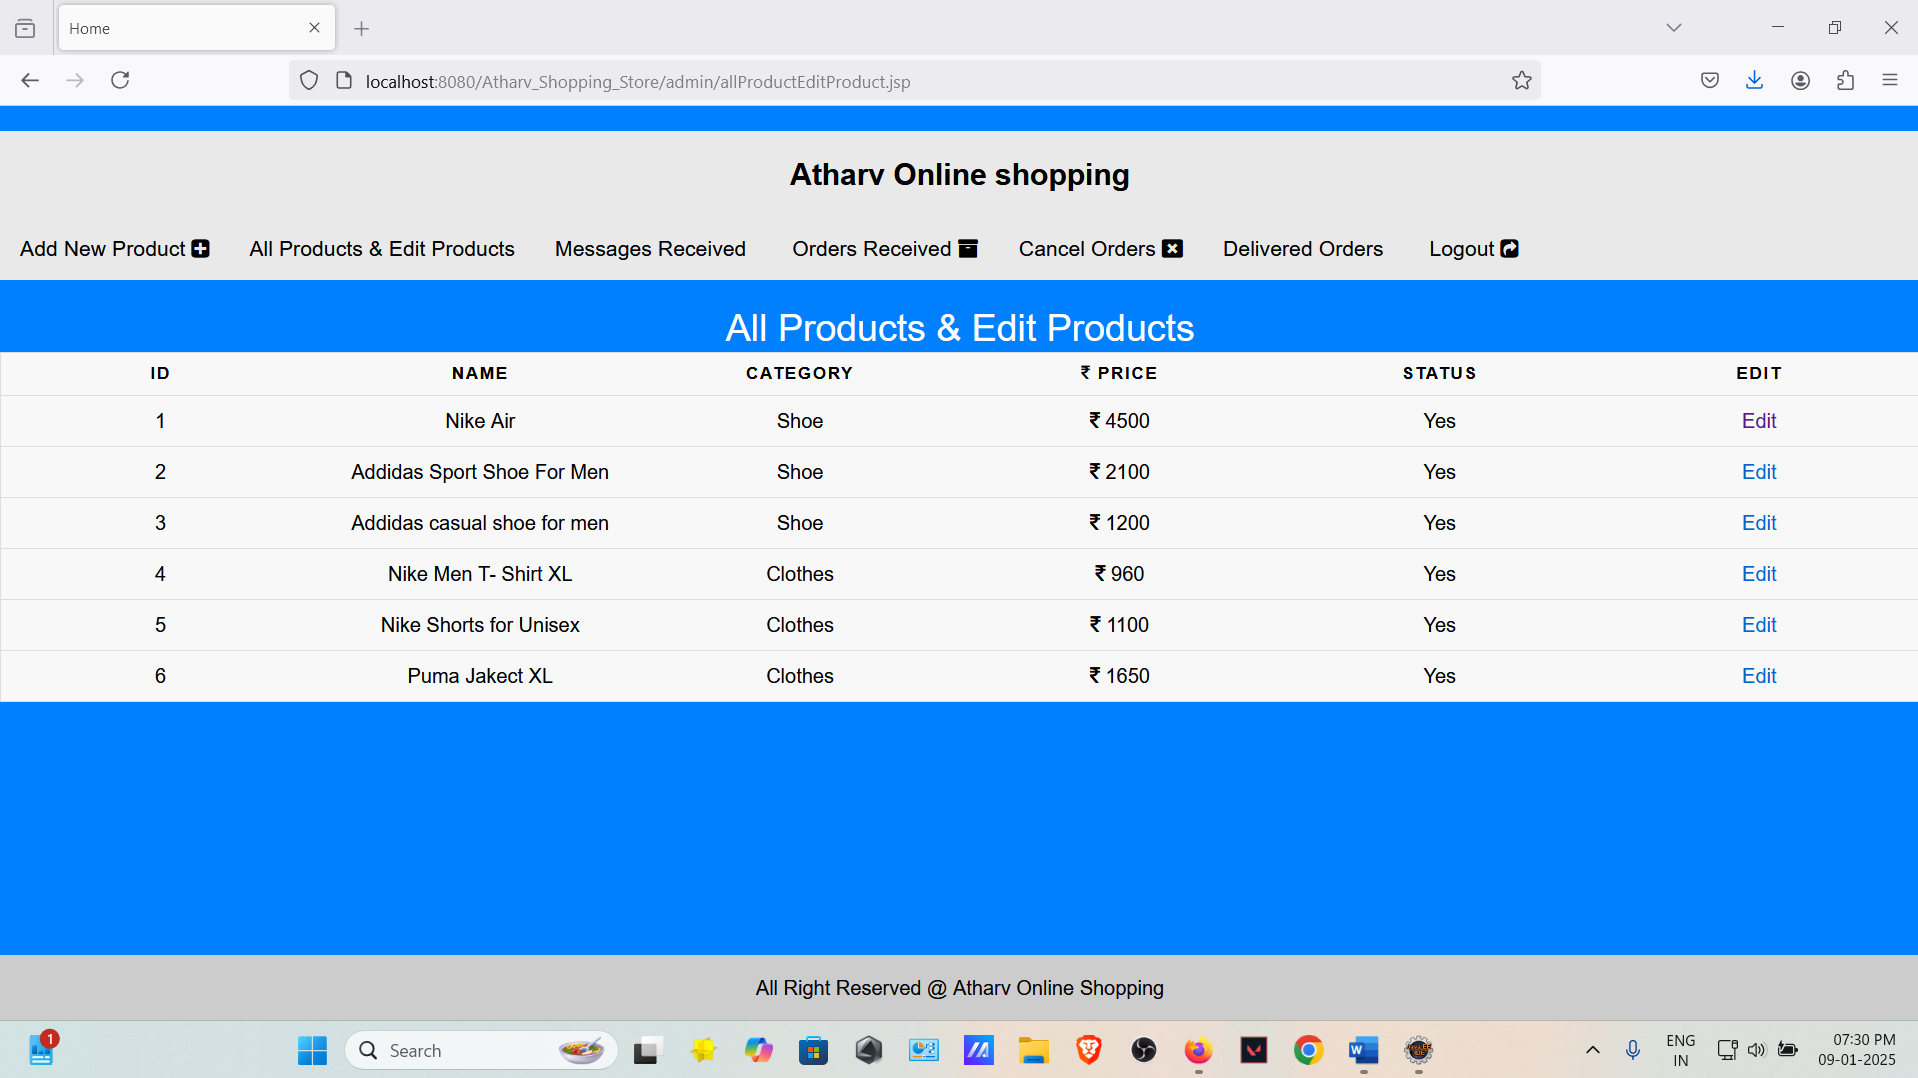 Home
localhost:8080/Atharv_Shopping_Store/admin/allProductEditProduct.jsp
Atharv Online shopping
Add New Product All Products & Edit Products Messages Received Orders Received Cancel Orders Delivered Orders Logout
All Products & Edit Products
ID NAME CATEGORY ₹ PRICE STATUS EDIT
1 Nike Air Shoe ₹ 4500 Yes Edit
2 Addidas Sport Shoe For Men Shoe ₹ 2100 Yes Edit
3 Addidas casual shoe for men Shoe ₹ 1200 Yes Edit
4 Nike Men T- Shirt XL Clothes ₹ 960 Yes Edit
5 Nike Shorts for Unisex Clothes ₹ 1100 Yes Edit
6 Puma Jakect XL Clothes ₹ 1650 Yes Edit
All Right Reserved @ Atharv Online Shopping
1 Search ENG 07:30 PM
IN 09-01-2025